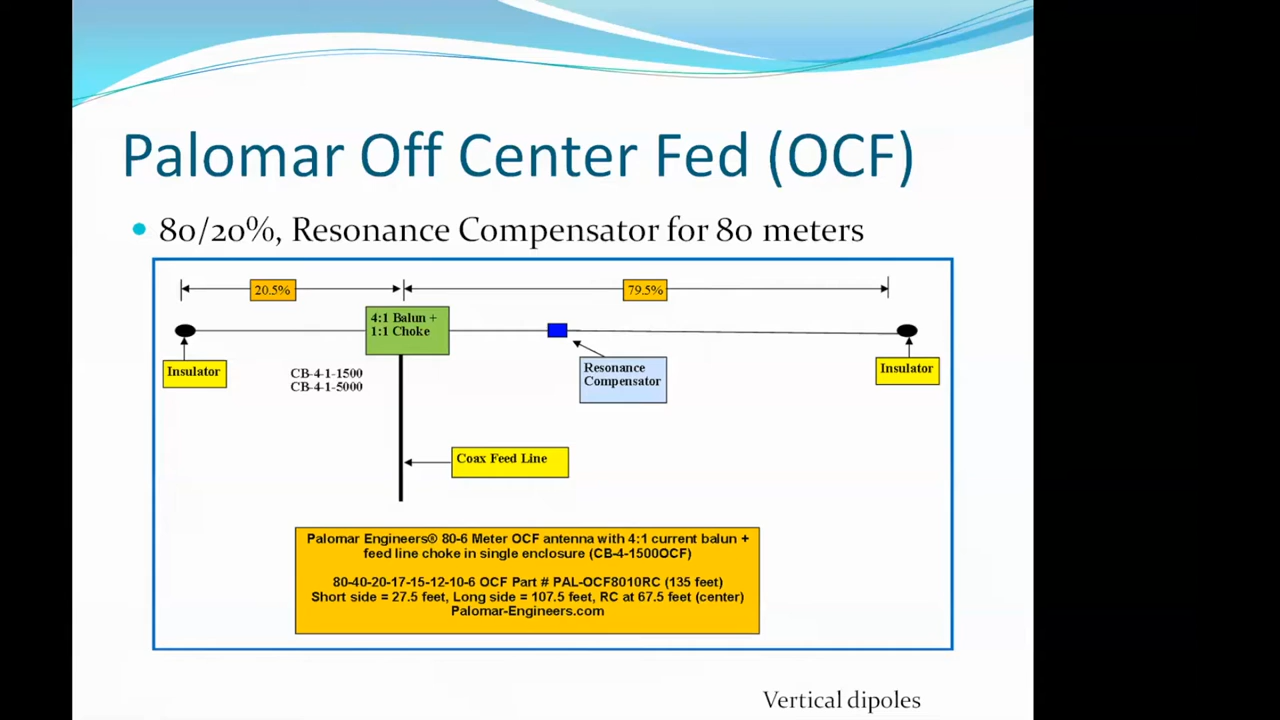 Palomar Off Center Fed (OCF)
80/20%, Resonance Compensator for 80 meters
20.5%
79.5%
4:1 Balun +
1:1 Choke
Insulator
CB-4-1-1500
CB-4-1-5000
Resonance
Compensator
Insulator
Coax Feed Line
Palomar Engineers® 80-6 Meter OCF antenna with 4:1 current balun +
feed line choke in single enclosure (CB-4-1500OCF)
80-40-20-17-15-12-10-6 OCF Part # PAL-OCF8010RC (135 feet)
Short side = 27.5 feet, Long side = 107.5 feet, RC at 67.5 feet (center)
Palomar-Engineers.com
Vertical dipoles